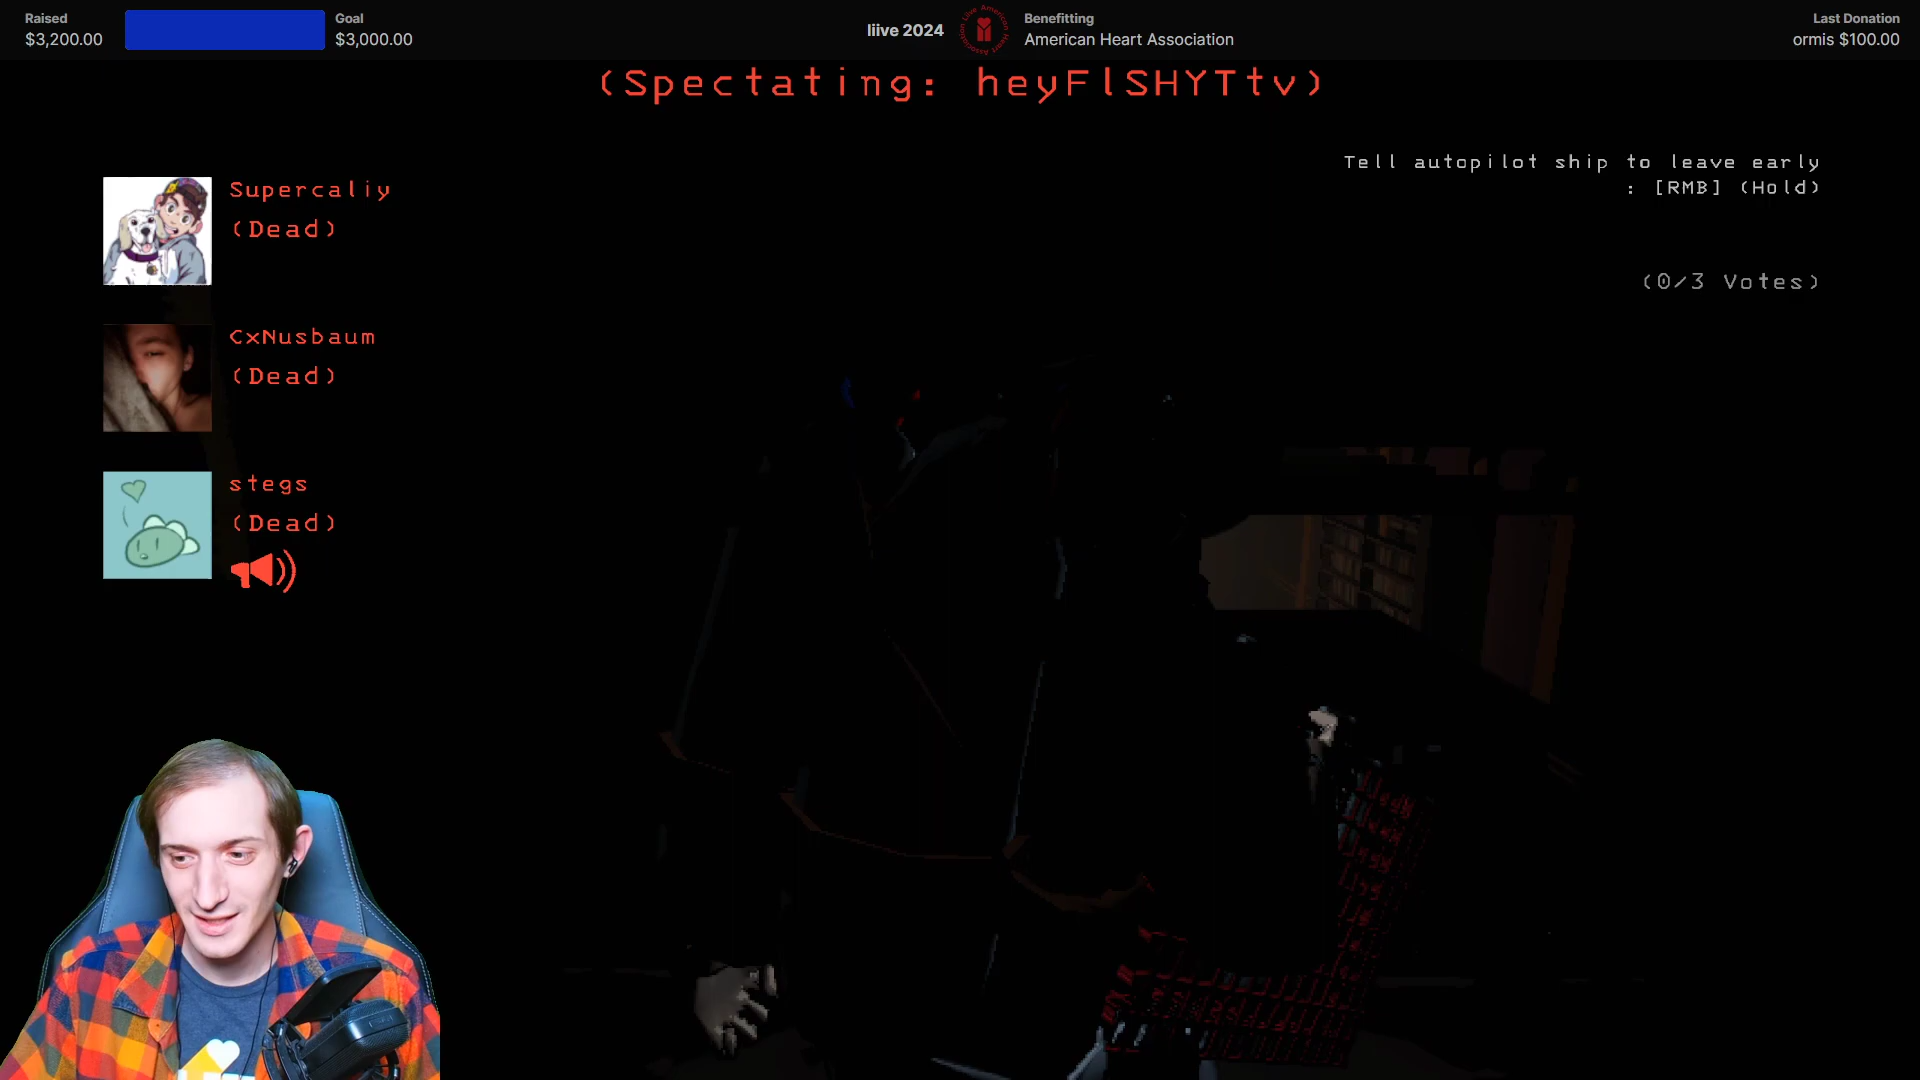 Raised
$3,200.00
Goal
$3,000.00
liive 2024
Benefitting
American Heart Association
Last Donation
ormis $100.00
(Spectating: heyFlSHYTtv)
Tell autopilot ship to leave early
: [RMB] (Hold)
(0/3 Votes)
Supercaliy
(Dead)
CxNusbaum
(Dead)
stegs
(Dead)